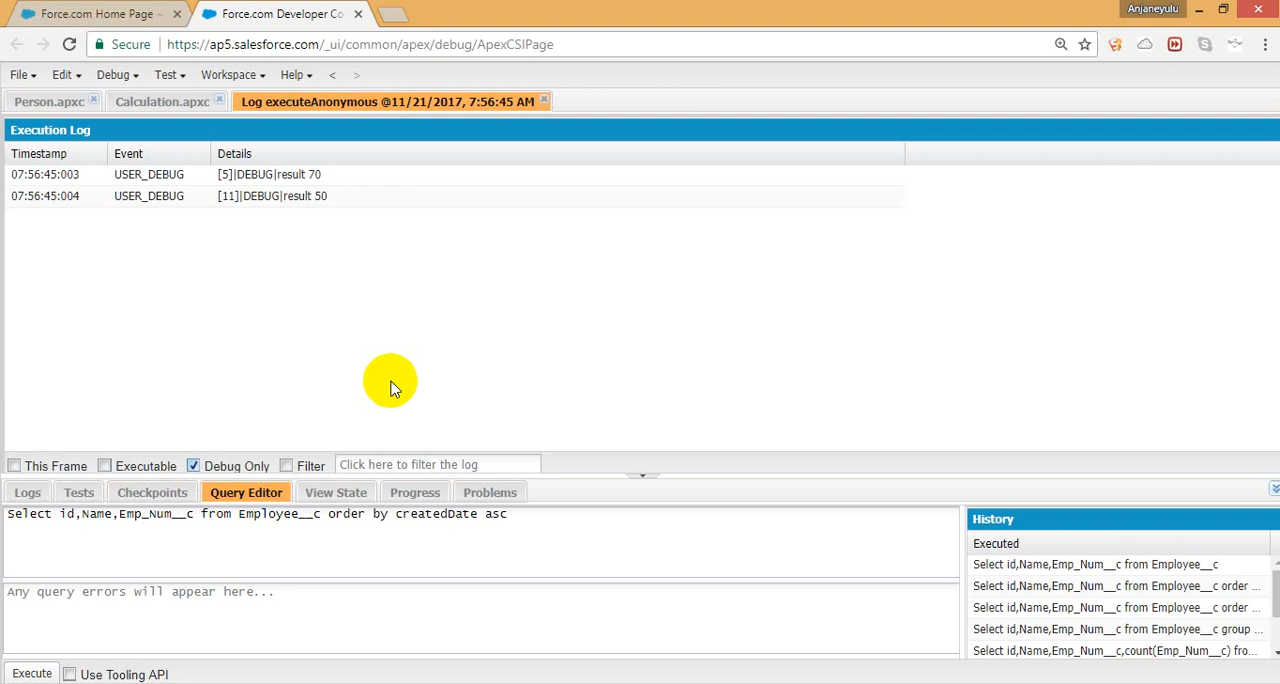 Force.com Home Page ~
Force.com Developer Co
Anjaneyulu
Secure
https://ap5.salesforce.com/_ui/common/apex/debug/ApexCSIPage
File Edit Debug Test Workspace Help < >
Person.apxc
Calculation.apxc
Log executeAnonymous @11/21/2017, 7:56:45 AM
Execution Log
Timestamp Event Details
07:56:45:003 USER_DEBUG [5]|DEBUG|result 70
07:56:45:004 USER_DEBUG [11]|DEBUG|result 50
This Frame Executable Debug Only Filter Click here to filter the log
Logs Tests Checkpoints Query Editor View State Progress Problems
Select id,Name,Emp_Num__c from Employee__c order by createdDate asc
Any query errors will appear here...
History
Executed
Select id,Name,Emp_Num__c from Employee__c
Select id,Name,Emp_Num__c from Employee__c order ...
Select id,Name,Emp_Num__c from Employee__c order ...
Select id,Name,Emp_Num__c from Employee__c group ...
Select id,Name,Emp_Num__c,count(Emp_Num__c) fro...
Execute Use Tooling API